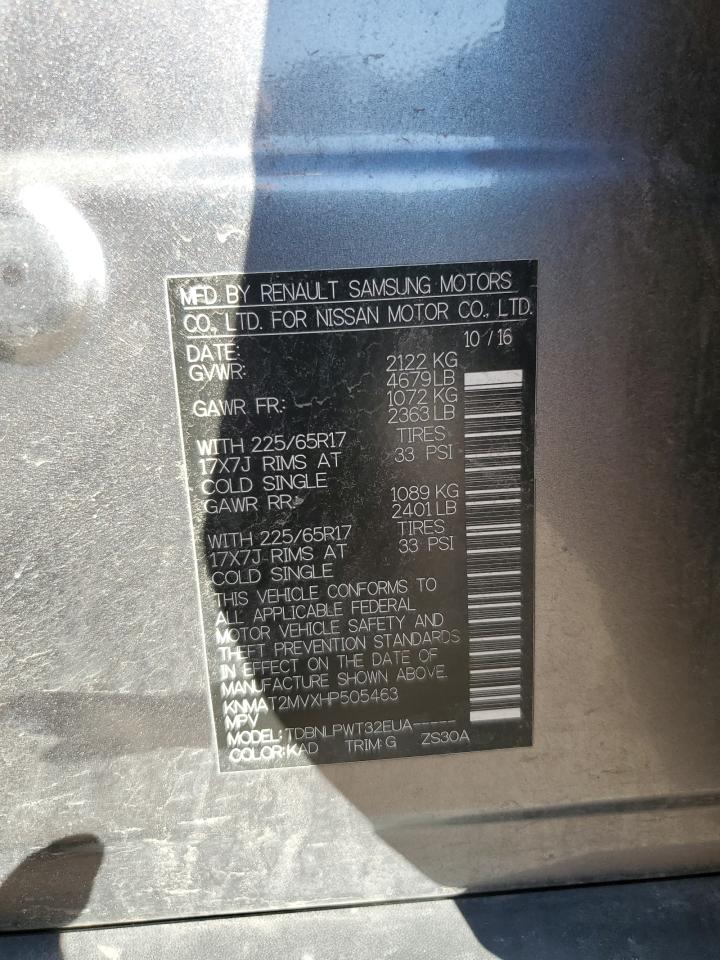 MFD. BY RENAULT SAMSUNG MOTORS
CO., LTD. FOR NISSAN MOTOR CO., LTD.
DATE: 10 / 16
GVWR: 2122 KG
4679 LB
GAWR FR: 1072 KG
2363 LB
WITH 225/65R17 TIRES
17X7J RIMS AT 33 PSI
COLD SINGLE
GAWR RR: 1089 KG
2401 LB
WITH 225/65R17 TIRES
17X7J RIMS AT 33 PSI
COLD SINGLE
THIS VEHICLE CONFORMS TO
ALL APPLICABLE FEDERAL
MOTOR VEHICLE SAFETY AND
THEFT PREVENTION STANDARDS
IN EFFECT ON THE DATE OF
MANUFACTURE SHOWN ABOVE.
KNMAT2MVXHP505463
MPV
MODEL: TDBNLPWT32EUA-----
COLOR: KAD TRIM: G ZS30A